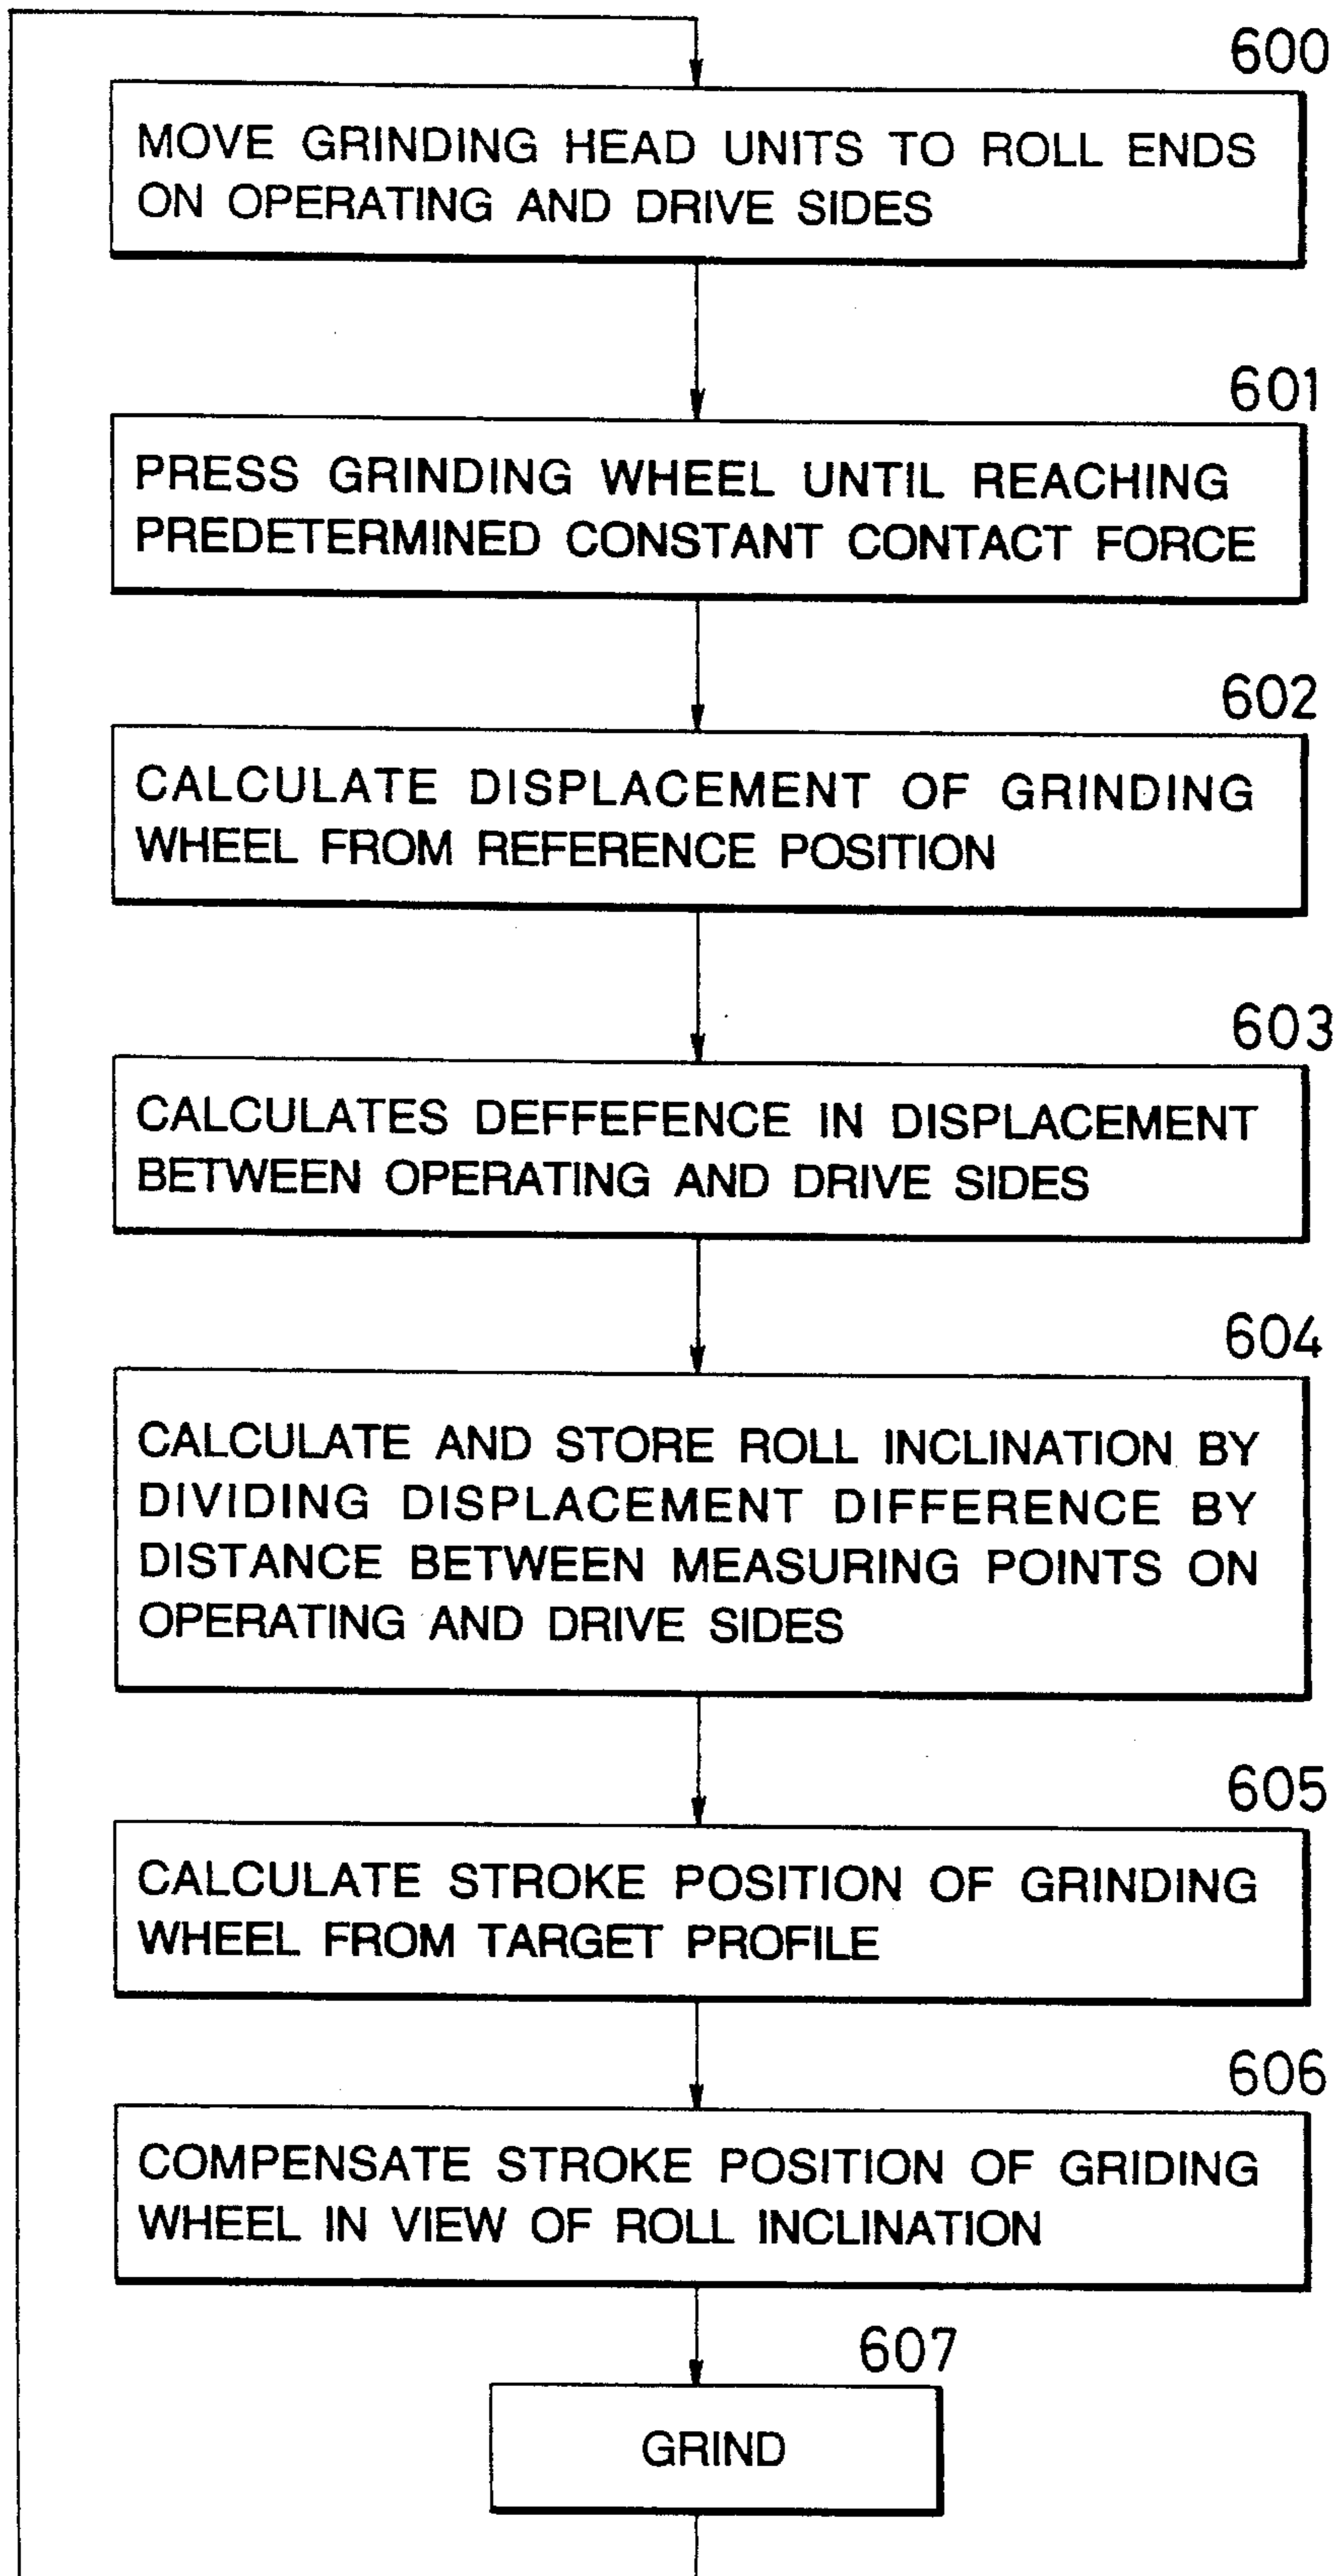 600
MOVE GRINDING HEAD UNITS TO ROLL ENDS
ON OPERATING AND DRIVE SIDES
601
PRESS GRINDING WHEEL UNTIL REACHING
PREDETERMINED CONSTANT CONTACT FORCE
602
CALCULATE DISPLACEMENT OF GRINDING
WHEEL FROM REFERENCE POSITION
603
CALCULATES DEFFEFENCE IN DISPLACEMENT
BETWEEN OPERATING AND DRIVE SIDES
604
CALCULATE AND STORE ROLL INCLINATION BY
DIVIDING DISPLACEMENT DIFFERENCE BY
DISTANCE BETWEEN MEASURING POINTS ON
OPERATING AND DRIVE SIDES
605
CALCULATE STROKE POSITION OF GRINDING
WHEEL FROM TARGET PROFILE
606
COMPENSATE STROKE POSITION OF GRIDING
WHEEL IN VIEW OF ROLL INCLINATION
607
GRIND